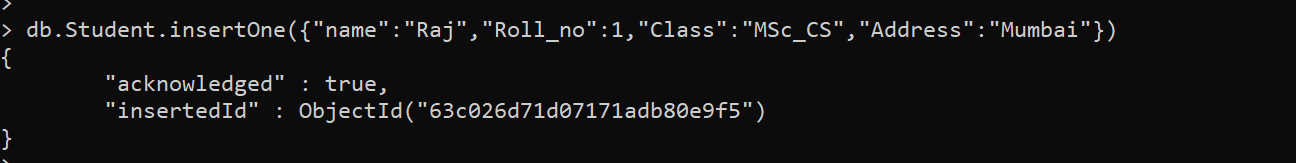 >
> db.Student.insertOne({"name":"Raj","Roll_no":1,"Class":"MSc_CS","Address":"Mumbai"})
{
        "acknowledged" : true,
        "insertedId" : ObjectId("63c026d71d07171adb80e9f5")
}
>